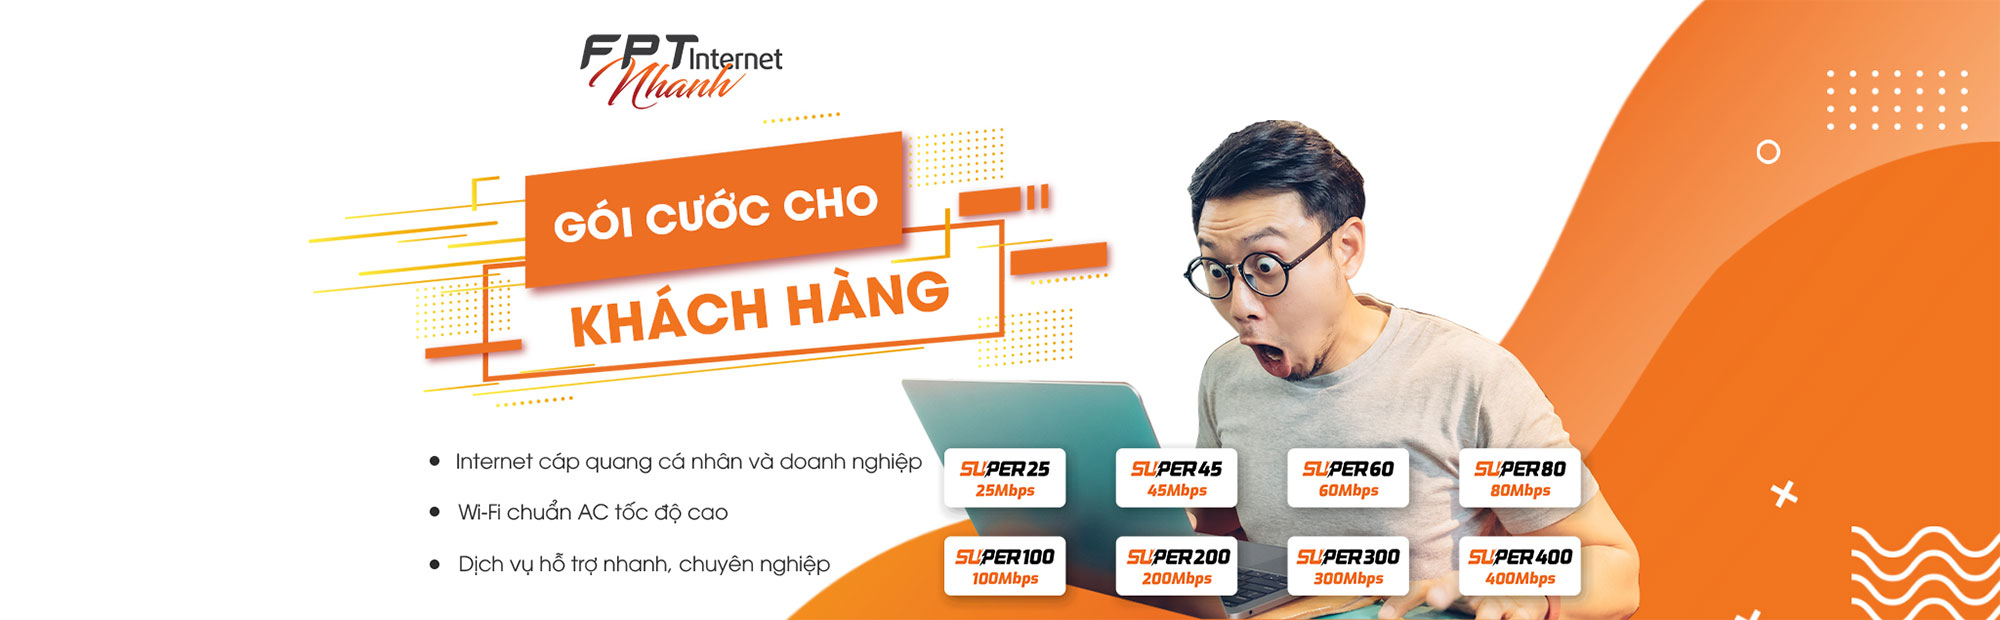 FPT Internet
Nhanh
GÓI CƯỚC CHO
KHÁCH HÀNG
Internet cáp quang cá nhân và doanh nghiệp
Wi-Fi chuẩn AC tốc độ cao
Dịch vụ hỗ trợ nhanh, chuyên nghiệp
SUPER25
25Mbps
SUPER45
45Mbps
SUPER60
60Mbps
SUPER80
80Mbps
SUPER100
100Mbps
SUPER200
200Mbps
SUPER300
300Mbps
SUPER400
400Mbps